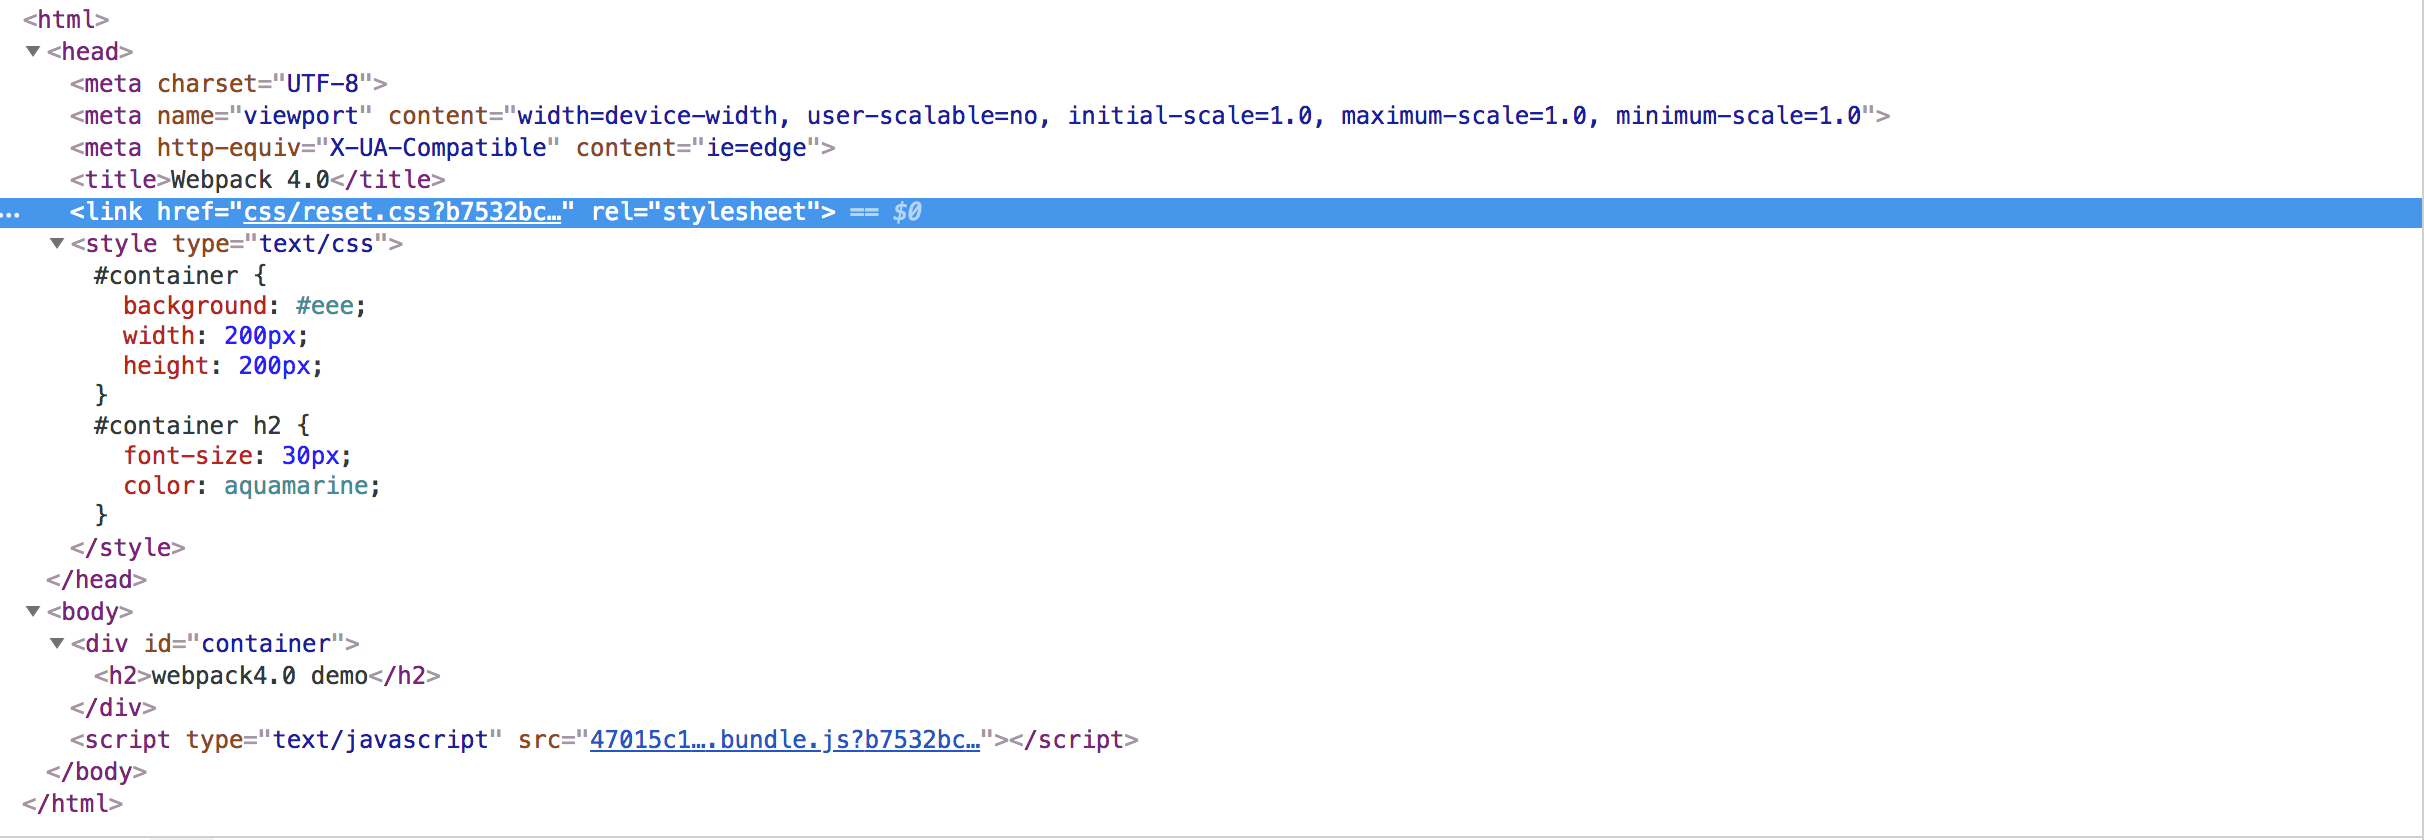 <html>
<head>
<meta charset="UTF-8">
<meta name="viewport" content="width=device-width, user-scalable=no, initial-scale=1.0, maximum-scale=1.0, minimum-scale=1.0">
<meta http-equiv="X-UA-Compatible" content="ie=edge">
<title>Webpack 4.0</title>
… <link href="css/reset.css?b7532bc…" rel="stylesheet"> == $0
<style type="text/css">
#container {
background: #eee;
width: 200px;
height: 200px;
}
#container h2 {
font-size: 30px;
color: aquamarine;
}
</style>
</head>
<body>
<div id="container">
<h2>webpack4.0 demo</h2>
</div>
<script type="text/javascript" src="47015c1….bundle.js?b7532bc…"></script>
</body>
</html>